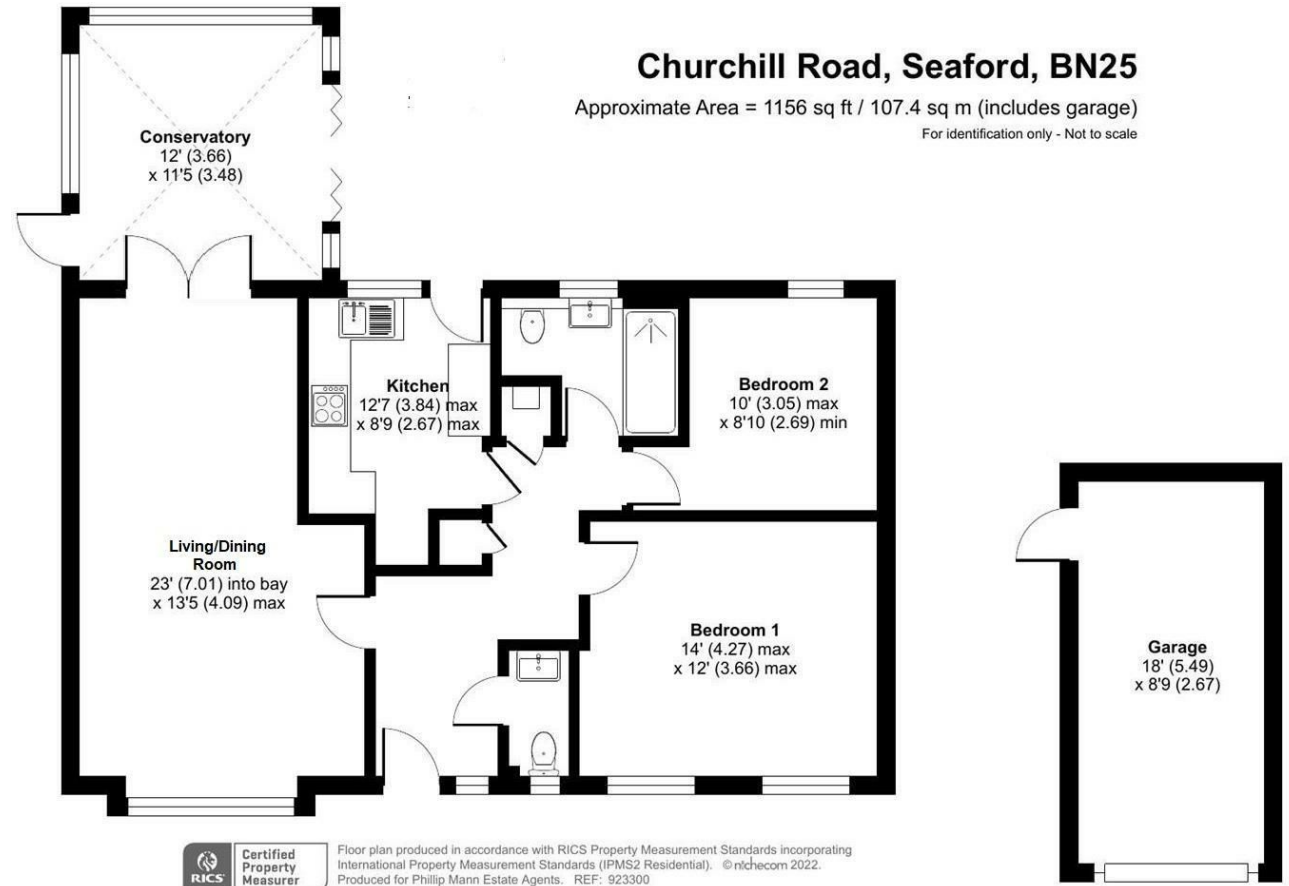 Churchill Road, Seaford, BN25
Approximate Area = 1156 sq ft / 107.4 sq m (includes garage)
For identification only - Not to scale
Conservatory
12' (3.66)
x 11'5 (3.48)
Kitchen
12'7 (3.84) max
x 8'9 (2.67) max
Bedroom 2
10' (3.05) max
x 8'10 (2.69) min
Living/Dining
Room
23' (7.01) into bay
x 13'5 (4.09) max
Bedroom 1
14' (4.27) max
x 12' (3.66) max
Garage
18' (5.49)
x 8'9 (2.67)
RICS
Certified
Property
Measurer
Floor plan produced in accordance with RICS Property Measurement Standards incorporating
International Property Measurement Standards (IPMS2 Residential). © nichecom 2022.
Produced for Phillip Mann Estate Agents. REF: 923300